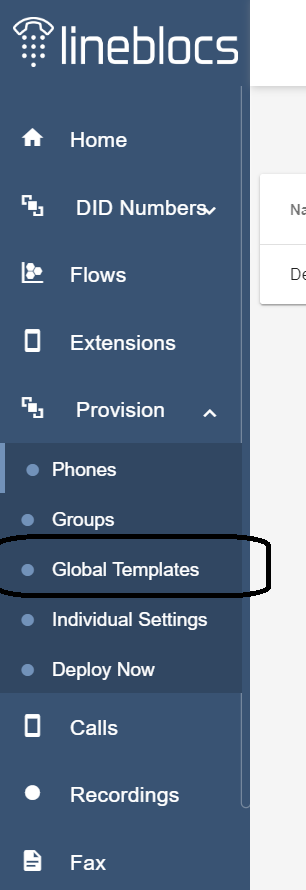 lineblocs
Home
DID Numbers
Flows
Extensions
Provision
Phones
Groups
Global Templates
Individual Settings
Deploy Now
Calls
Recordings
Fax